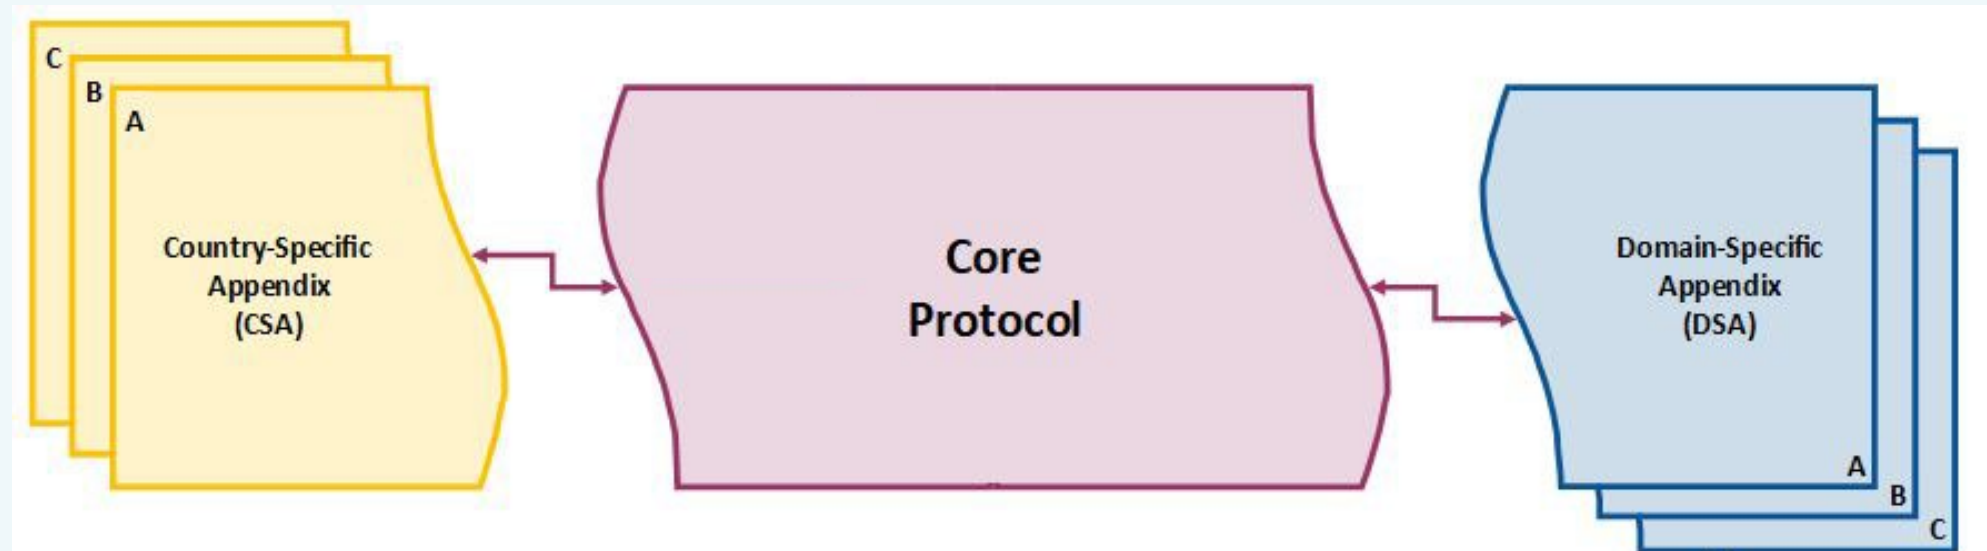 C
B
A
Country-Specific
Appendix
(CSA)
Core
Protocol
Domain-Specific
Appendix
(DSA)
A
B
C